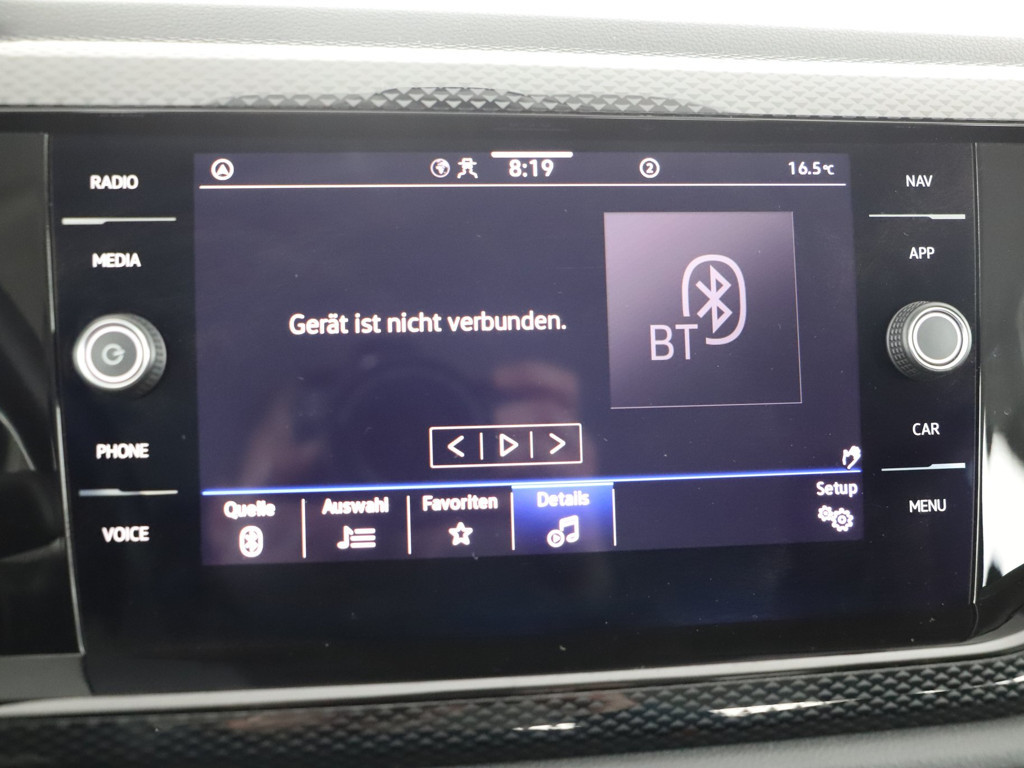 RADIO
MEDIA
PHONE
VOICE
8:19
2
16.5°C
Gerät ist nicht verbunden.
BT
Quelle
Auswahl
Favoriten
Details
Setup
NAV
APP
CAR
MENU